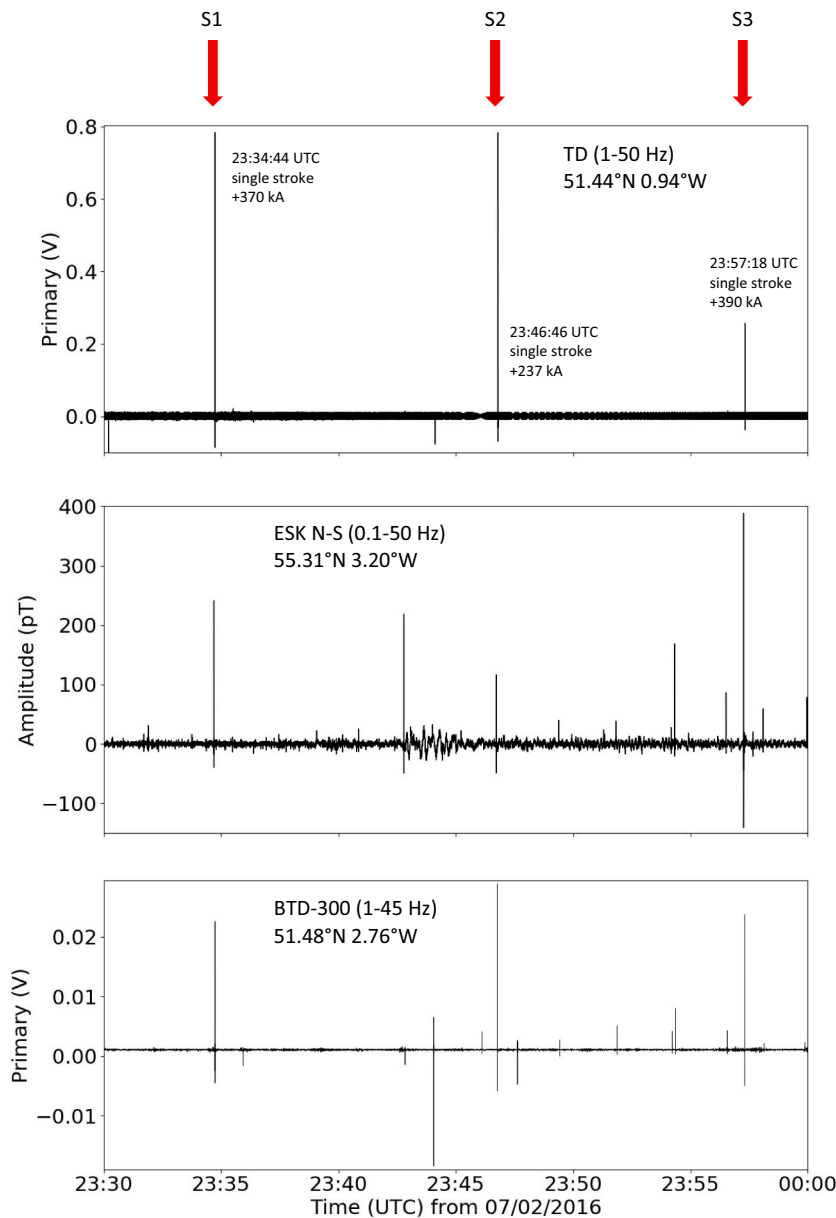 S1
S2
S3
0.8
0.6
0.4
0.2
0.0
Primary (V)
23:34:44 UTC
single stroke
+370 kA
TD (1-50 Hz)
51.44°N 0.94°W
23:46:46 UTC
single stroke
+237 kA
23:57:18 UTC
single stroke
+390 kA
400
300
200
100
0
−100
Amplitude (pT)
ESK N-S (0.1-50 Hz)
55.31°N 3.20°W
0.02
0.01
0.00
−0.01
Primary (V)
BTD-300 (1-45 Hz)
51.48°N 2.76°W
23:30
23:35
23:40
23:45
23:50
23:55
00:00
Time (UTC) from 07/02/2016